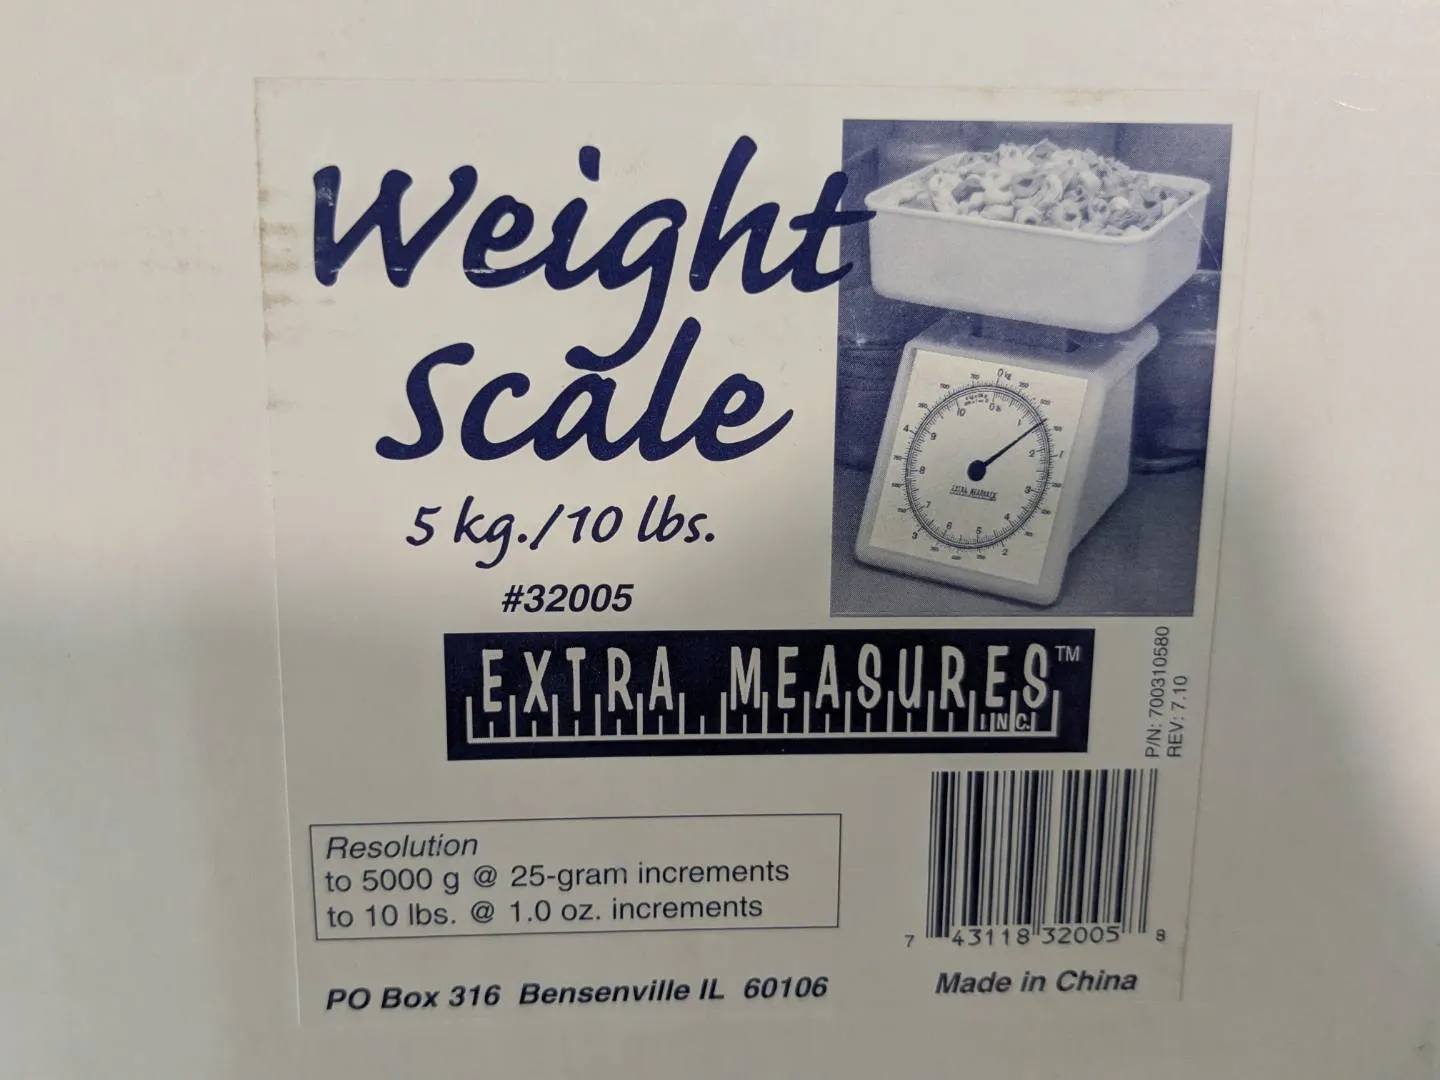 Weight
Scale
5 kg./10 lbs.
#32005
EXTRA MEASURES™
INC.
P/N: 700310580
REV: 7.10
Resolution
to 5000 g @ 25-gram increments
to 10 lbs. @ 1.0 oz. increments
7 43118 32005 8
PO Box 316 Bensenville IL 60106
Made in China